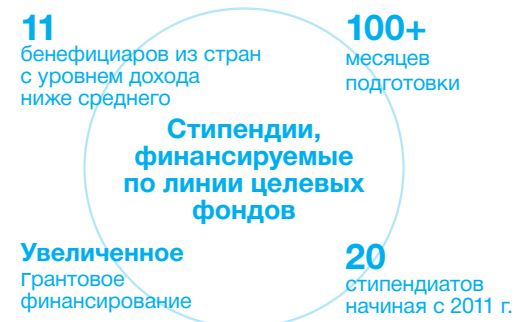 11
бенефициаров из стран
с уровнем дохода
ниже среднего
100+
месяцев
подготовки
Стипендии,
финансируемые
по линии целевых
фондов
Увеличенное
Грантовое
финансирование
20
стипендиатов
начиная с 2011 г.